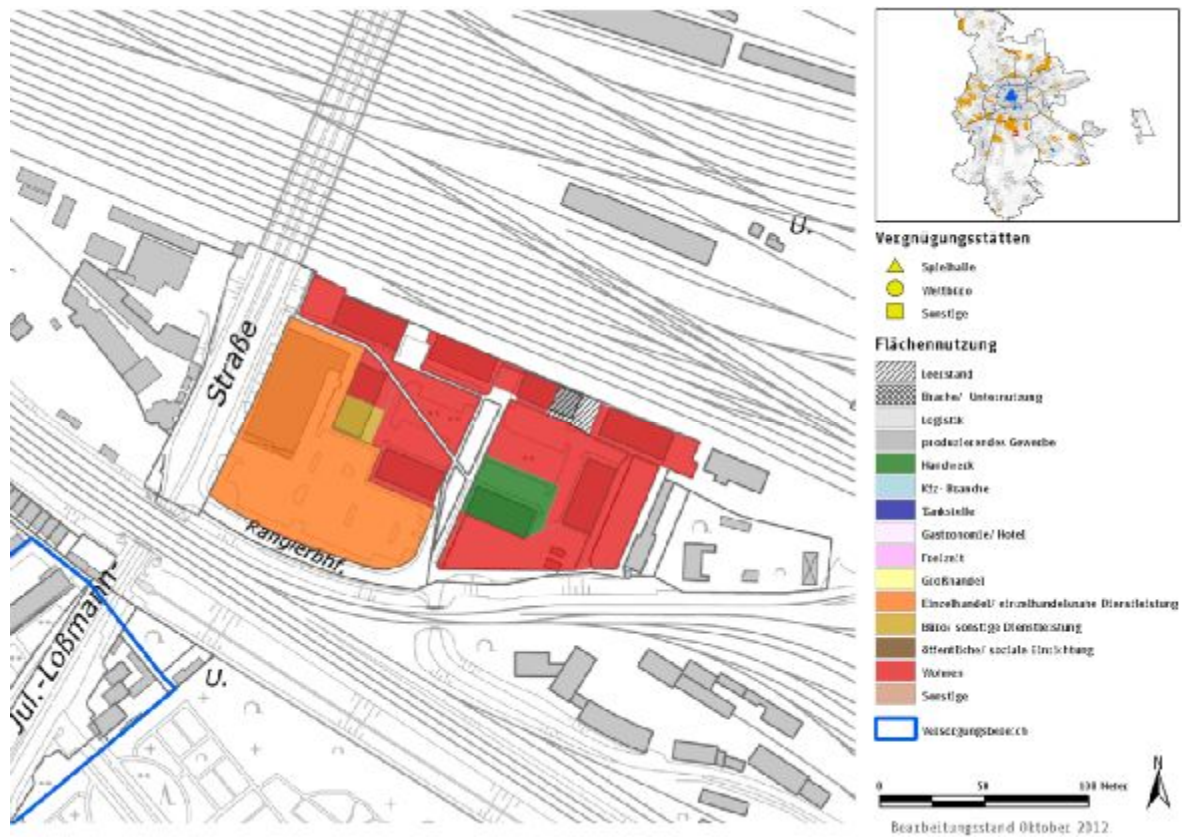 Straße
Rangierbhf.
Jul.-Loßmann-
U.
U.
Vergnügungsstätten
Spielhalle
Wettbüro
Sonstige
Flächennutzung
Leerstand
Brache/ Unternutzung
Logistik
produzierendes Gewerbe
Handwerk
Kfz-Branche
Tankstelle
Gastronomie/ Hotel
Freizeit
Großhandel
Einzelhandel/ einzelhandelsnahe Dienstleistung
Büro/ sonstige Dienstleistung
öffentliche/ soziale Einrichtung
Wohnen
Sonstige
Versorgungsbereich
N
0 50 100 Meter
Bearbeitungsstand Oktober 2012